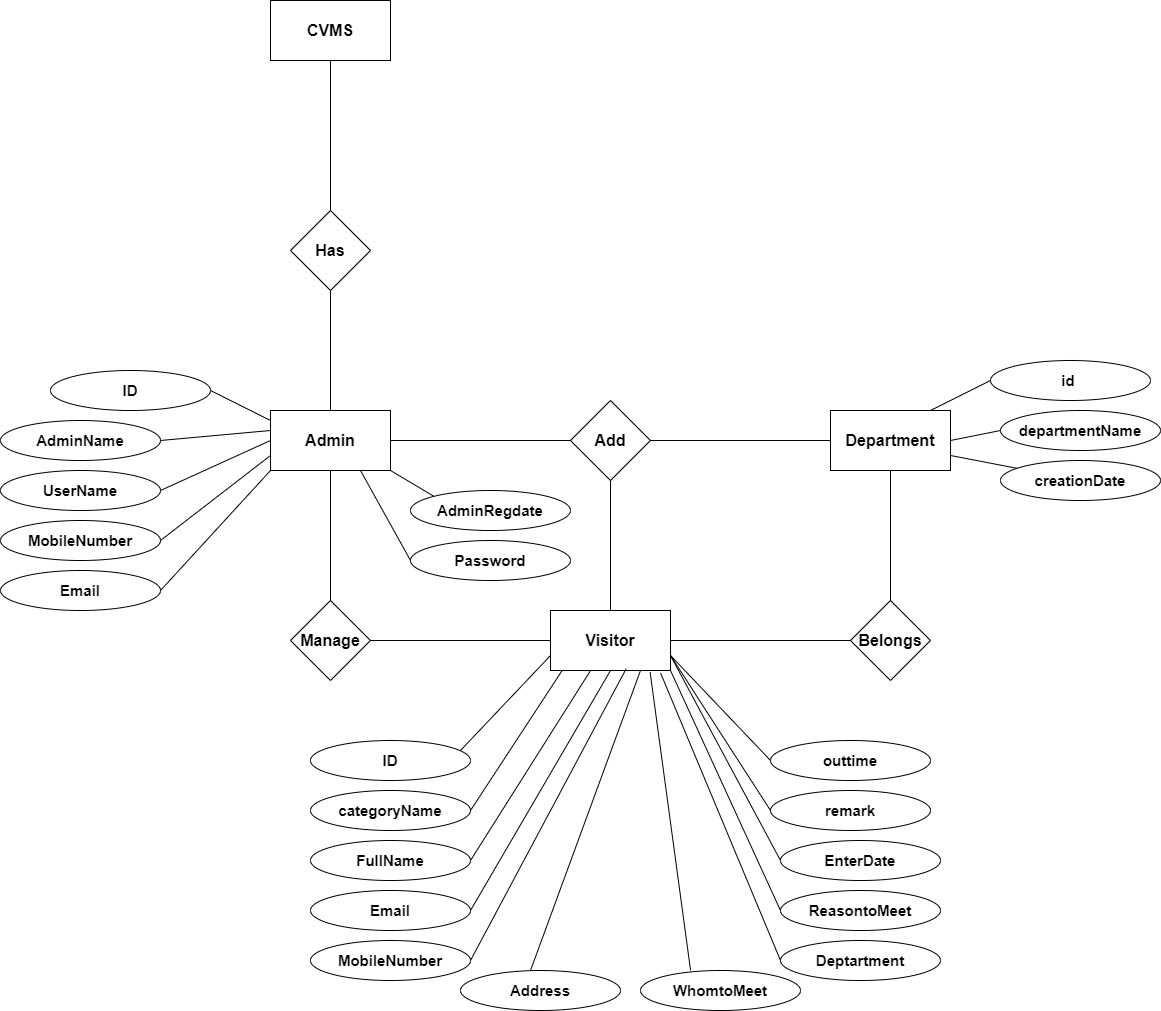 CVMS
Has
ID
AdminName
UserName
MobileNumber
Email
Admin
AdminRegdate
Password
Add
Department
id
departmentName
creationDate
Manage
Visitor
Belongs
ID
categoryName
FullName
Email
MobileNumber
Address
WhomtoMeet
outtime
remark
EnterDate
ReasontoMeet
Deptartment